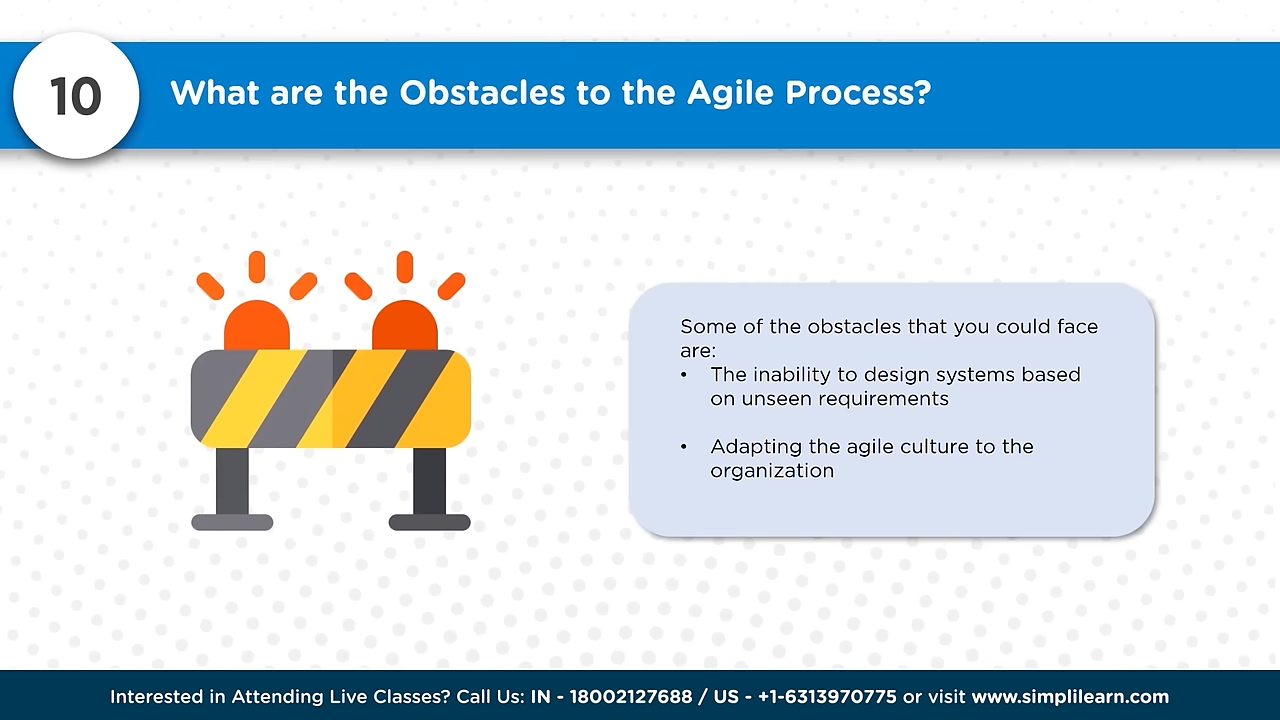 10
What are the Obstacles to the Agile Process?
Some of the obstacles that you could face
are:
• The inability to design systems based
on unseen requirements
• Adapting the agile culture to the
organization
Interested in Attending Live Classes? Call Us: IN - 18002127688 / US - +1-6313970775 or visit www.simplilearn.com